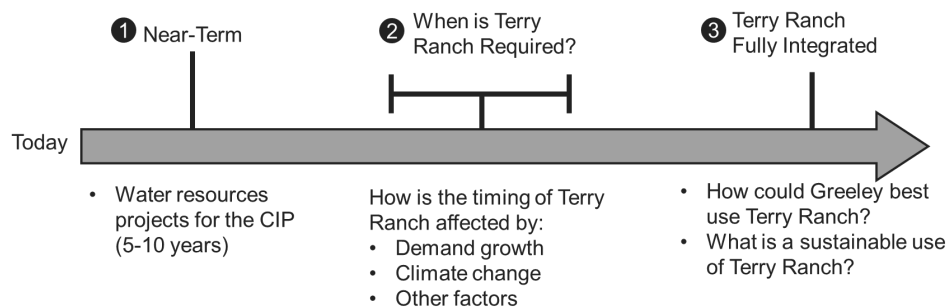 1 Near-Term
2 When is Terry
Ranch Required?
3 Terry Ranch
Fully Integrated
Today
• Water resources
projects for the CIP
(5-10 years)
How is the timing of Terry
Ranch affected by:
• Demand growth
• Climate change
• Other factors
• How could Greeley best
use Terry Ranch?
• What is a sustainable use
of Terry Ranch?